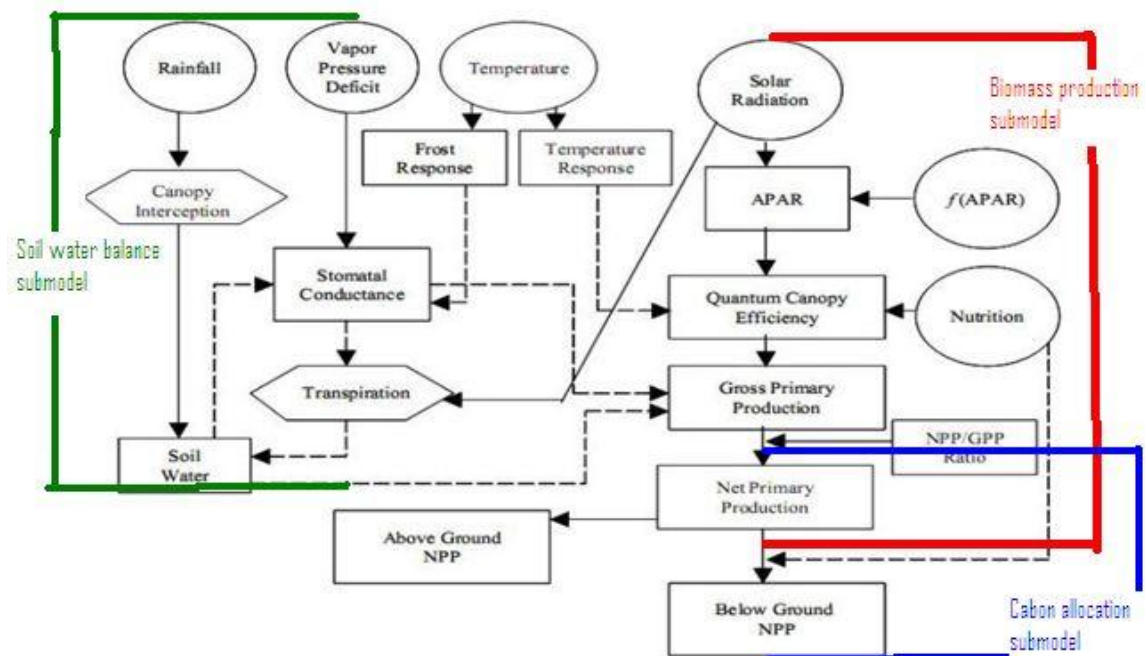 Rainfall
Vapor
Pressure
Deficit
Temperature
Solar
Radiation
Biomass production
submodel
Frost
Response
Temperature
Response
Canopy
Interception
APAR
f(APAR)
Soil water balance
submodel
Stomatal
Conductance
Quantum Canopy
Efficiency
Nutrition
Transpiration
Gross Primary
Production
NPP/GPP
Ratio
Soil
Water
Net Primary
Production
Above Ground
NPP
Below Ground
NPP
Cabon allocation
submodel